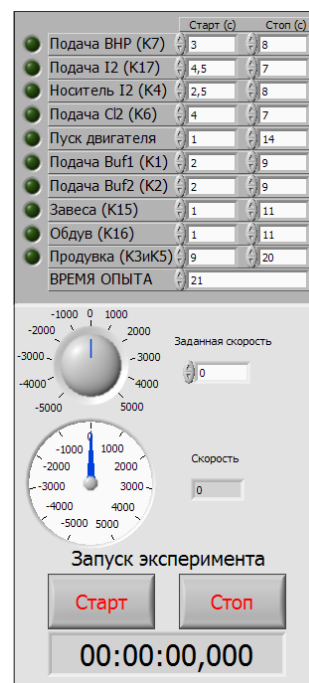 Старт (с) Стоп (с)
Подача ВНР (К7) 3 8
Подача I2 (К17) 4,5 7
Носитель I2 (К4) 2,5 8
Подача Cl2 (К6) 4 7
Пуск двигателя 1 14
Подача Buf1 (К1) 2 9
Подача Buf2 (К2) 2 9
Завеса (К15) 1 11
Обдув (К16) 1 11
Продувка (К3иК5) 9 20
ВРЕМЯ ОПЫТА 21
-1000 0 1000
-2000 2000
-3000 3000
-4000 4000
-5000 5000
Заданная скорость
0
0
-1000 1000
-2000 2000
-3000 3000
-4000 4000
-5000 5000
Скорость
0
Запуск эксперимента
Старт Стоп
00:00:00,000